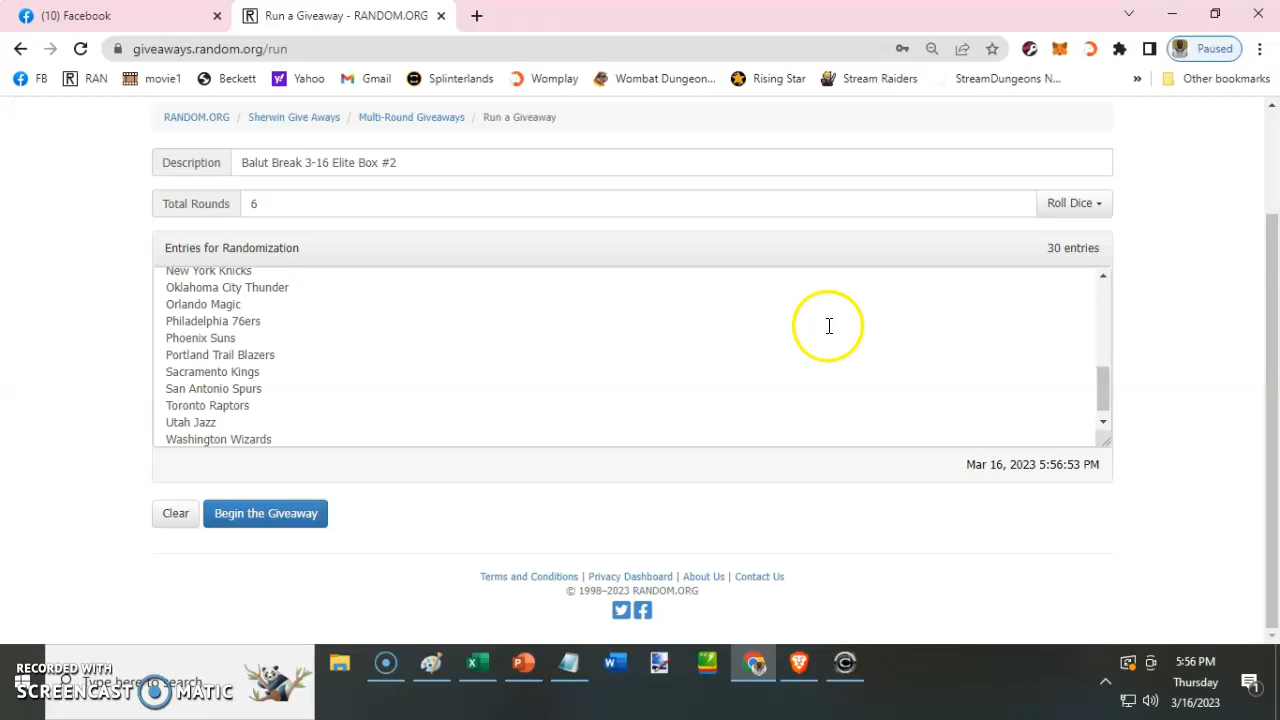 (10) Facebook
Run a Giveaway - RANDOM.ORG
giveaways.random.org/run
Paused
FB RAN movie1 Beckett Yahoo Gmail Splinterlands Womplay Wombat Dungeon... Rising Star Stream Raiders StreamDungeons N... » Other bookmarks
RANDOM.ORG / Sherwin Give Aways / Multi-Round Giveaways / Run a Giveaway
Description Balut Break 3-16 Elite Box #2
Total Rounds 6 Roll Dice
Entries for Randomization 30 entries
New York Knicks
Oklahoma City Thunder
Orlando Magic
Philadelphia 76ers
Phoenix Suns
Portland Trail Blazers
Sacramento Kings
San Antonio Spurs
Toronto Raptors
Utah Jazz
Washington Wizards
Mar 16, 2023 5:56:53 PM
Clear Begin the Giveaway
Terms and Conditions | Privacy Dashboard | About Us | Contact Us
© 1998–2023 RANDOM.ORG
RECORDED WITH
SCREENCAST MATIC
Type here to search
5:56 PM
Thursday
3/16/2023